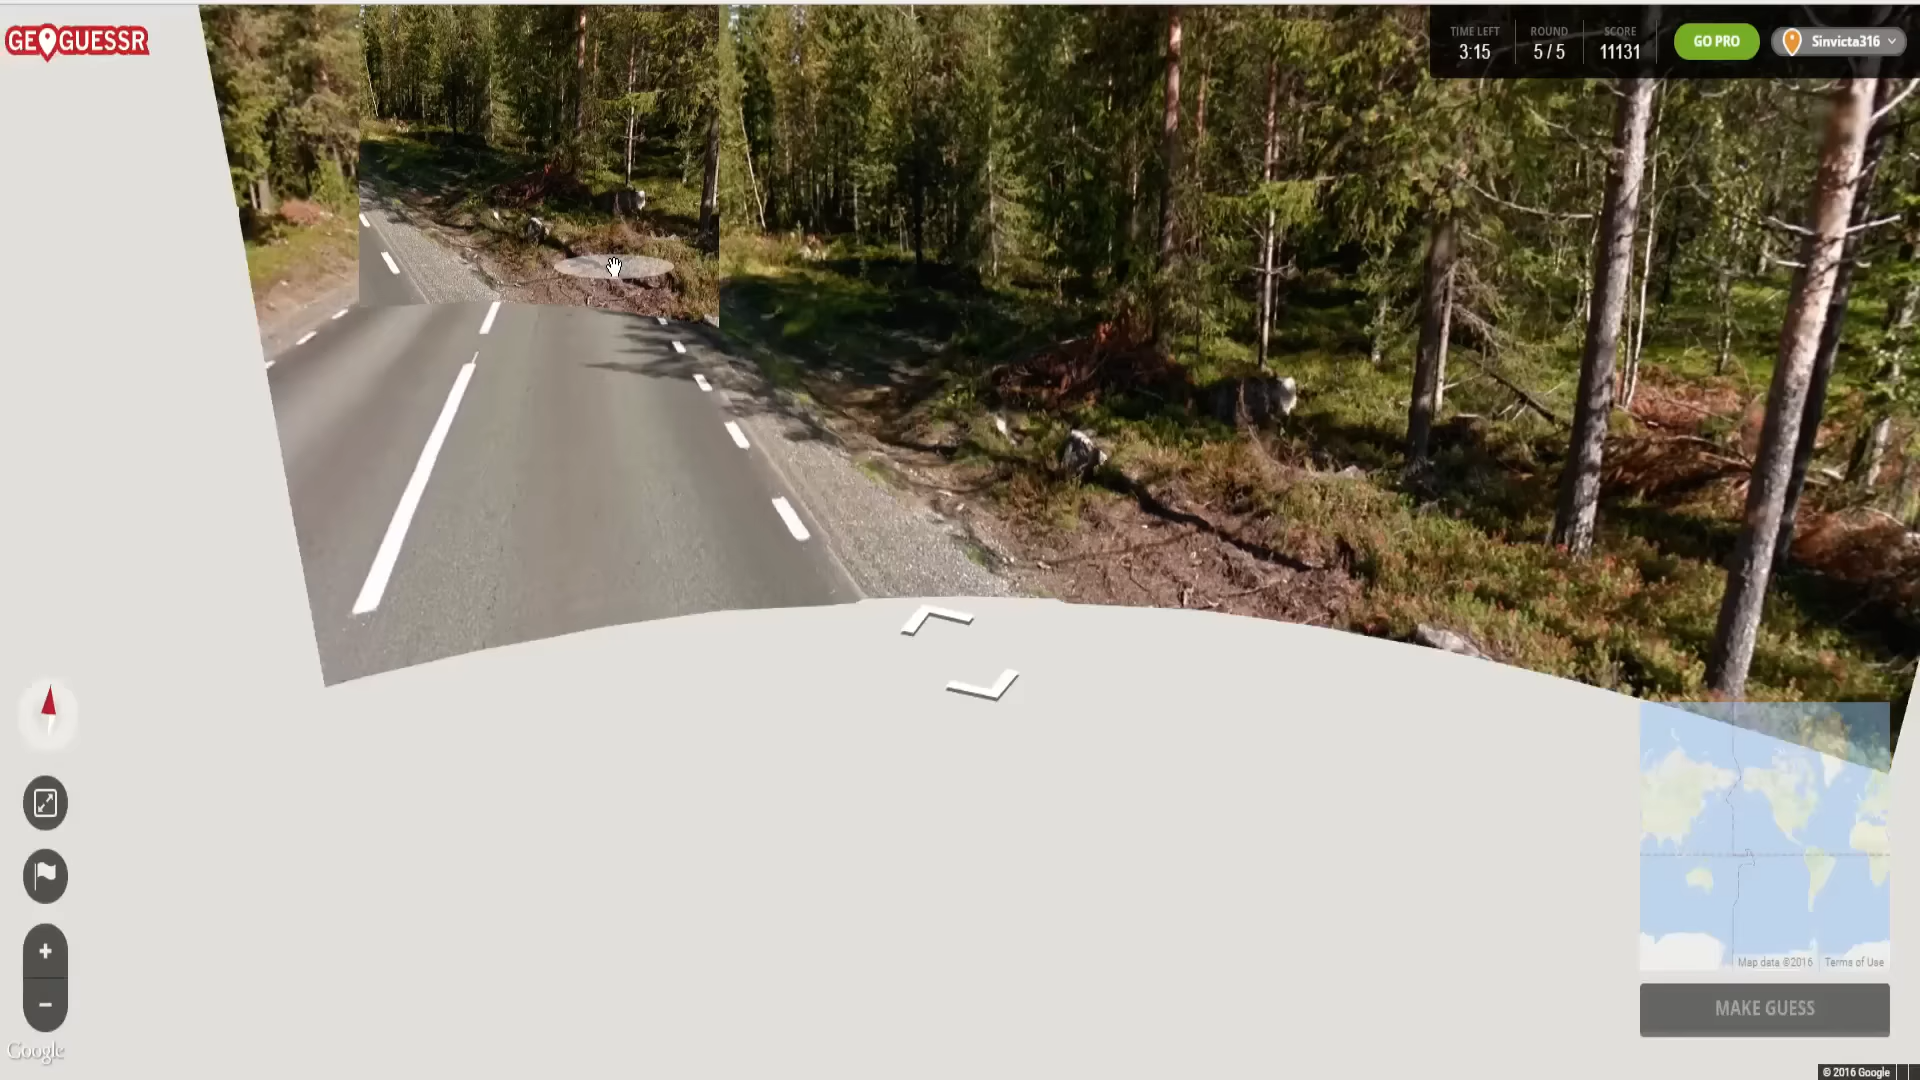 GEOGUESSR
TIME LEFT
3:15
ROUND
5 / 5
SCORE
11131
GO PRO
Sinvicta316
Map data ©2016
Terms of Use
MAKE GUESS
Google
© 2016 Google